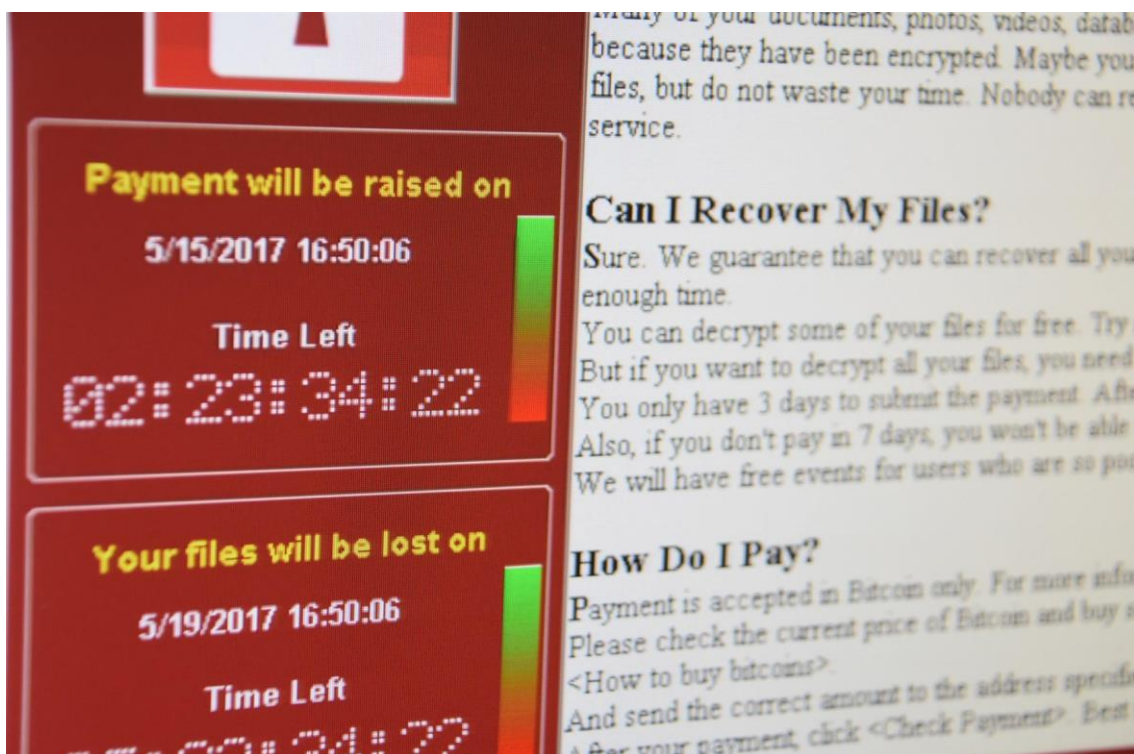 Payment will be raised on
5/15/2017 16:50:06
Time Left
02:23:34:22
Your files will be lost on
5/19/2017 16:50:06
Time Left
Many of your documents, photos, videos,
because they have been encrypted. Maybe you
files, but do not waste your time. Nobody can
service.
Can I Recover My Files?
Sure. We guarantee that you can recover all
enough time.
You can decrypt some of your files for free. Try
But if you want to decrypt all your files, you need
You only have 3 days to submit the payment.
Also, if you don't pay in 7 days, you won't be able
We will have free events for users who are so
How Do I Pay?
Payment is accepted in Bitcoin only. For more
Please check the current price of Bitcoin and buy
<How to buy bitcoins>.
And send the correct amount to the address
After your payment, click <Check Payment>. Best